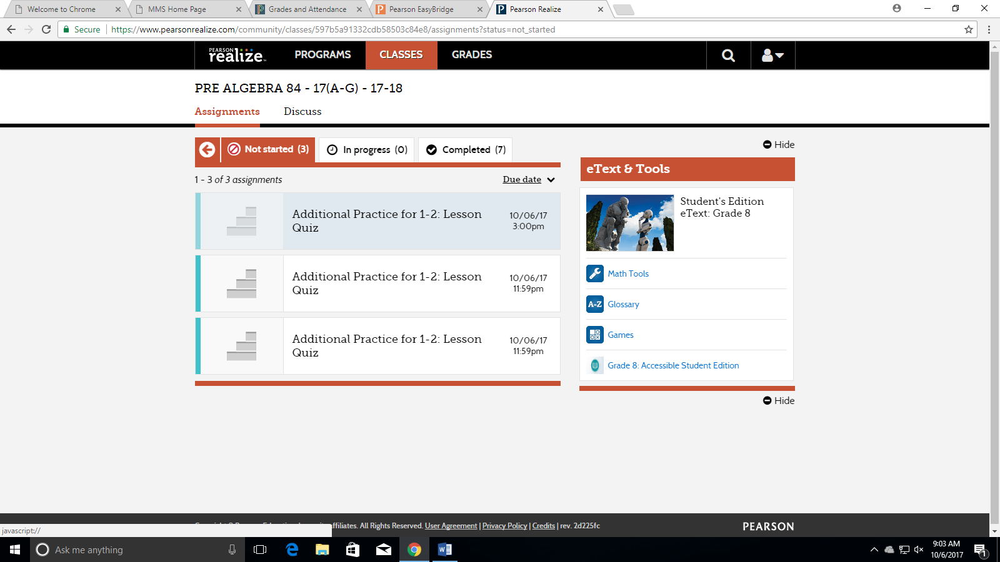 Welcome to Chrome
MMS Home Page
Grades and Attendance
Pearson EasyBridge
Pearson Realize
Secure
https://www.pearsonrealize.com/community/classes/597b5a91332cdb58503c84e8/assignments?status=not_started
PEARSON
realize™
PROGRAMS
CLASSES
GRADES
PRE ALGEBRA 84 - 17(A-G) - 17-18
Assignments
Discuss
Not started (3)
In progress (0)
Completed (7)
1 - 3 of 3 assignments
Due date
Additional Practice for 1-2: Lesson
Quiz
10/06/17
3:00pm
Additional Practice for 1-2: Lesson
Quiz
10/06/17
11:59pm
Additional Practice for 1-2: Lesson
Quiz
10/06/17
11:59pm
Hide
eText & Tools
Student's Edition
eText: Grade 8
Math Tools
A-Z
Glossary
Games
Grade 8: Accessible Student Edition
Hide
ffiliates. All Rights Reserved. User Agreement | Privacy Policy | Credits | rev. 2d225fc
PEARSON
javascript://
Ask me anything
9:03 AM
10/6/2017
1